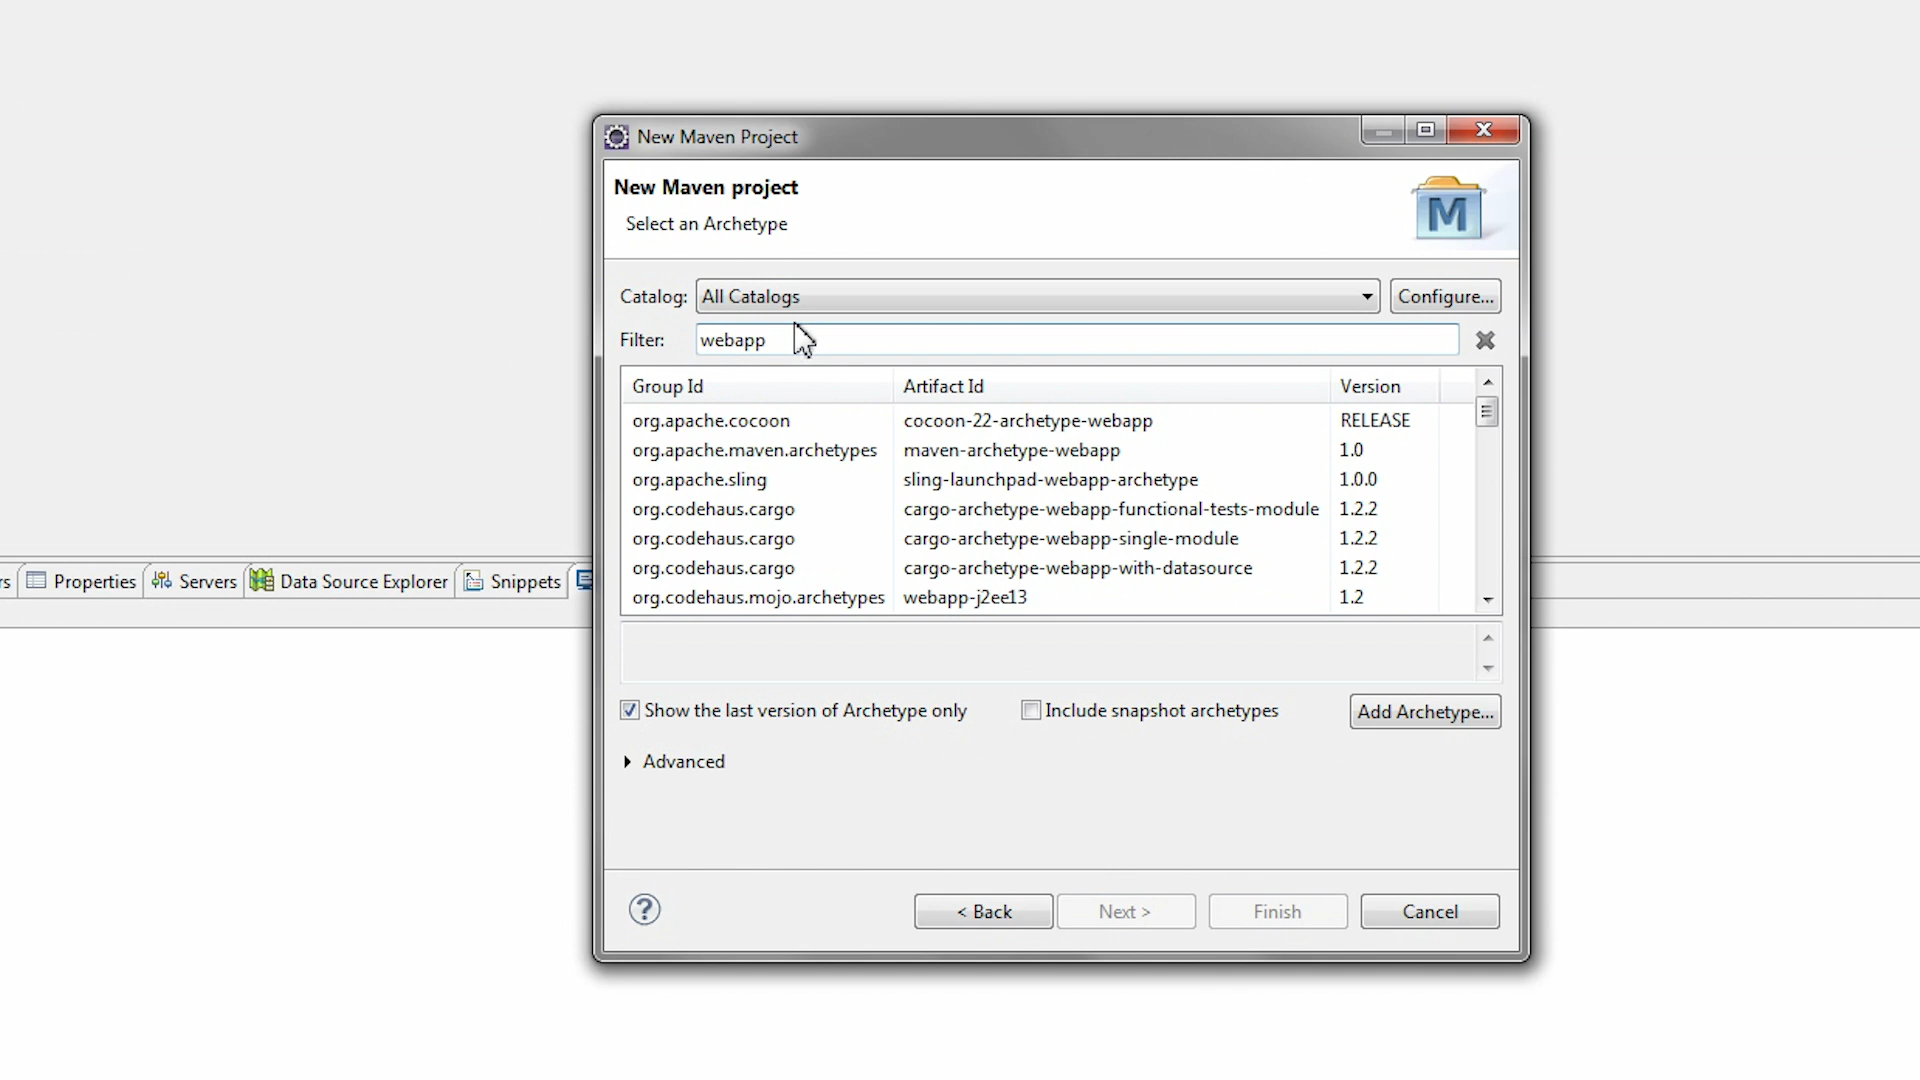 New Maven Project
New Maven project
Select an Archetype
M
Catalog: All Catalogs Configure...
Filter: webapp
Group Id Artifact Id Version
org.apache.cocoon cocoon-22-archetype-webapp RELEASE
org.apache.maven.archetypes maven-archetype-webapp 1.0
org.apache.sling sling-launchpad-webapp-archetype 1.0.0
org.codehaus.cargo cargo-archetype-webapp-functional-tests-module 1.2.2
org.codehaus.cargo cargo-archetype-webapp-single-module 1.2.2
org.codehaus.cargo cargo-archetype-webapp-with-datasource 1.2.2
org.codehaus.mojo.archetypes webapp-j2ee13 1.2
rs Properties Servers Data Source Explorer Snippets
Show the last version of Archetype only Include snapshot archetypes Add Archetype...
Advanced
? < Back Next > Finish Cancel